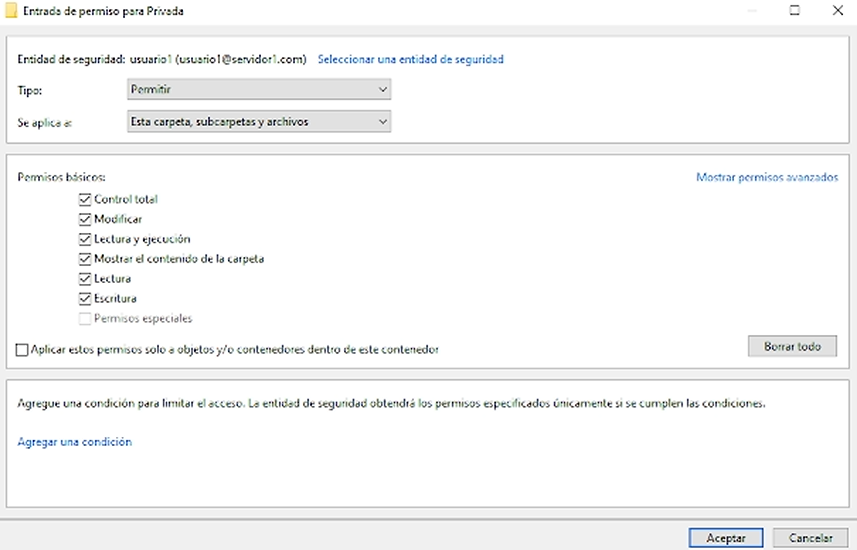 Entrada de permiso para Privada
Entidad de seguridad: usuario1 (usuario1@servidor1.com) Seleccionar una entidad de seguridad
Tipo: Permitir
Se aplica a: Esta carpeta, subcarpetas y archivos
Permisos básicos: Mostrar permisos avanzados
Control total
Modificar
Lectura y ejecución
Mostrar el contenido de la carpeta
Lectura
Escritura
Permisos especiales
Aplicar estos permisos solo a objetos y/o contenedores dentro de este contenedor
Borrar todo
Agregue una condición para limitar el acceso. La entidad de seguridad obtendrá los permisos especificados únicamente si se cumplen las condiciones.
Agregar una condición
Aceptar Cancelar